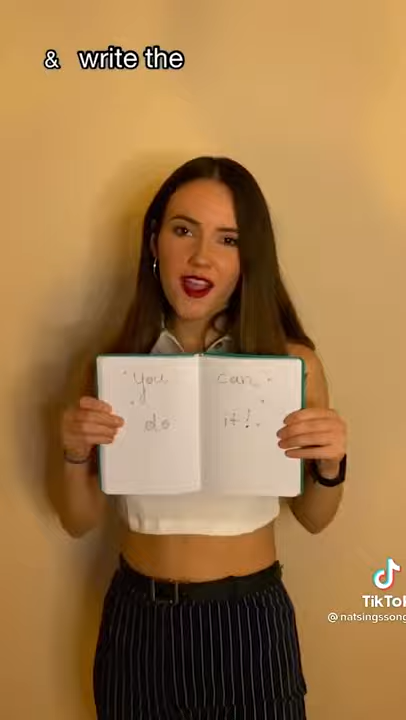 & write the
you can
do it!
TikTok
@natsingssong